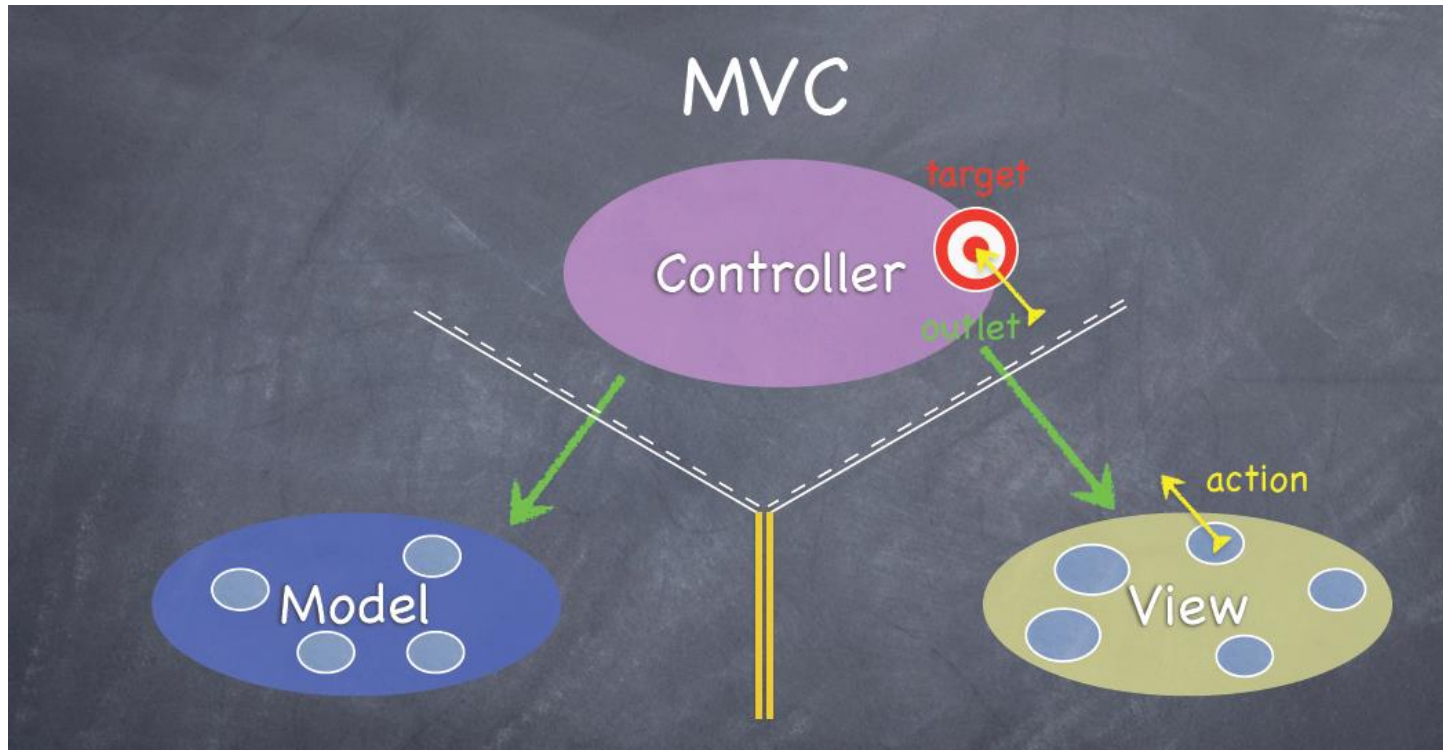 MVC
target
Controller
outlet
action
Model
View